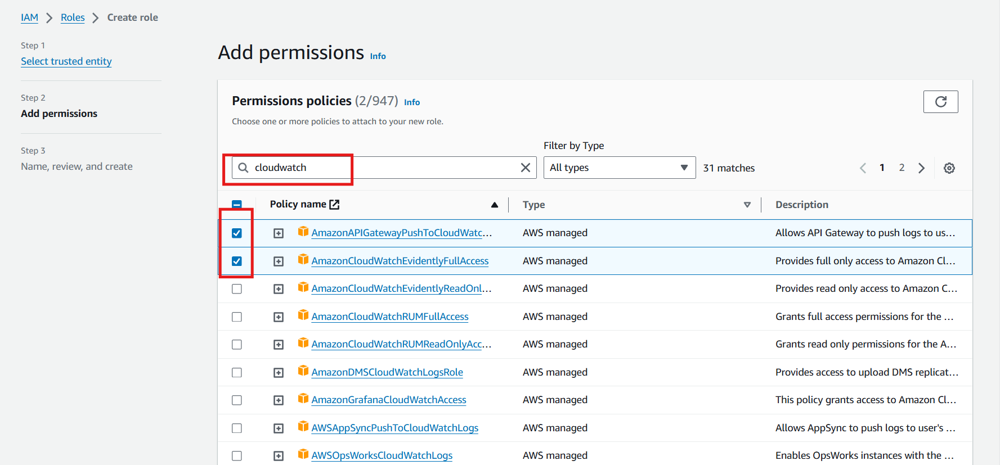 IAM > Roles > Create role
Step 1
Select trusted entity
Step 2
Add permissions
Step 3
Name, review, and create
Add permissions Info
Permissions policies (2/947) Info
Choose one or more policies to attach to your new role.
Filter by Type
cloudwatch
All types
31 matches
1 2
Policy name Type Description
AmazonAPIGatewayPushToCloudWatc... AWS managed Allows API Gateway to push logs to us...
AmazonCloudWatchEvidentlyFullAccess AWS managed Provides full only access to Amazon Cl...
AmazonCloudWatchEvidentlyReadOnl... AWS managed Provides read only access to Amazon C...
AmazonCloudWatchRUMFullAccess AWS managed Grants full access permissions for the ...
AmazonCloudWatchRUMReadOnlyAcc... AWS managed Grants read only permissions for the A...
AmazonDMSCloudWatchLogsRole AWS managed Provides access to upload DMS replicat...
AmazonGrafanaCloudWatchAccess AWS managed This policy grants access to Amazon Cl...
AWSAppSyncPushToCloudWatchLogs AWS managed Allows AppSync to push logs to user's ...
AWSOpsWorksCloudWatchLogs AWS managed Enables OpsWorks instances with the ...